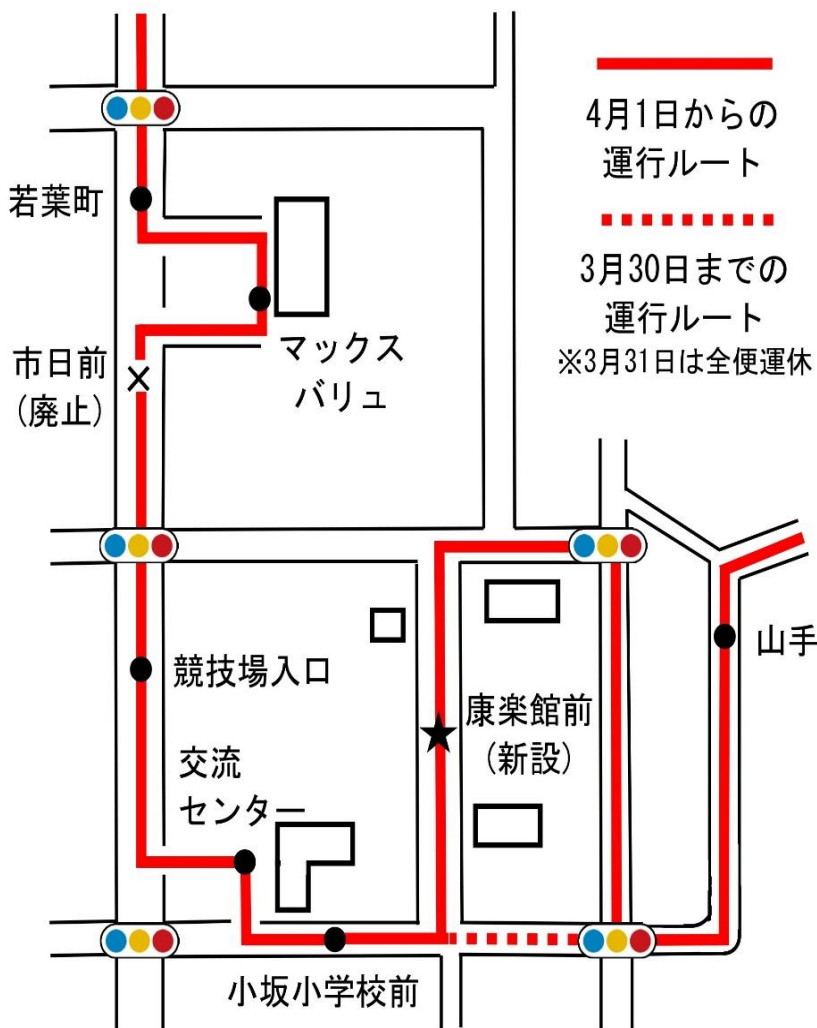 4月1日からの
運行ルート
3月30日までの
運行ルート
※3月31日は全便運休
若葉町
マックス
バリュ
市日前
(廃止)
山手
競技場入口
康楽館前
(新設)
交流
センター
小坂小学校前